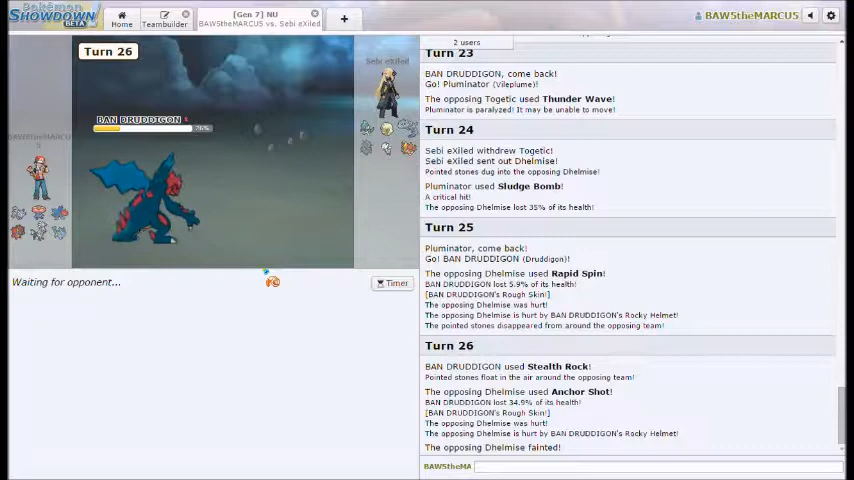 Pokémon
SHOWDOWN
BETA
Home
Teambuilder
[Gen 7] NU
BAW5theMARCUS vs. Sebi eXiled
BAW5theMARCUS
Turn 26
BAN DRUDDIGON
26%
Sebi eXiled
BAW5theMARCU
S
Waiting for opponent...
Timer
2 users
Turn 23
BAN DRUDDIGON, come back!
Go! Pluminator (Vileplume)!
The opposing Togetic used Thunder Wave!
Pluminator is paralyzed! It may be unable to move!
Turn 24
Sebi eXiled withdrew Togetic!
Sebi eXiled sent out Dhelmise!
Pointed stones dug into the opposing Dhelmise!
Pluminator used Sludge Bomb!
A critical hit!
The opposing Dhelmise lost 35% of its health!
Turn 25
Pluminator, come back!
Go! BAN DRUDDIGON (Druddigon)!
The opposing Dhelmise used Rapid Spin!
BAN DRUDDIGON lost 5.9% of its health!
[BAN DRUDDIGON's Rough Skin!]
The opposing Dhelmise was hurt!
The opposing Dhelmise is hurt by BAN DRUDDIGON's Rocky Helmet!
The pointed stones disappeared from around the opposing team!
Turn 26
BAN DRUDDIGON used Stealth Rock!
Pointed stones float in the air around the opposing team!
The opposing Dhelmise used Anchor Shot!
BAN DRUDDIGON lost 34.9% of its health!
[BAN DRUDDIGON's Rough Skin!]
The opposing Dhelmise was hurt!
The opposing Dhelmise is hurt by BAN DRUDDIGON's Rocky Helmet!
The opposing Dhelmise fainted!
BAW5theMA